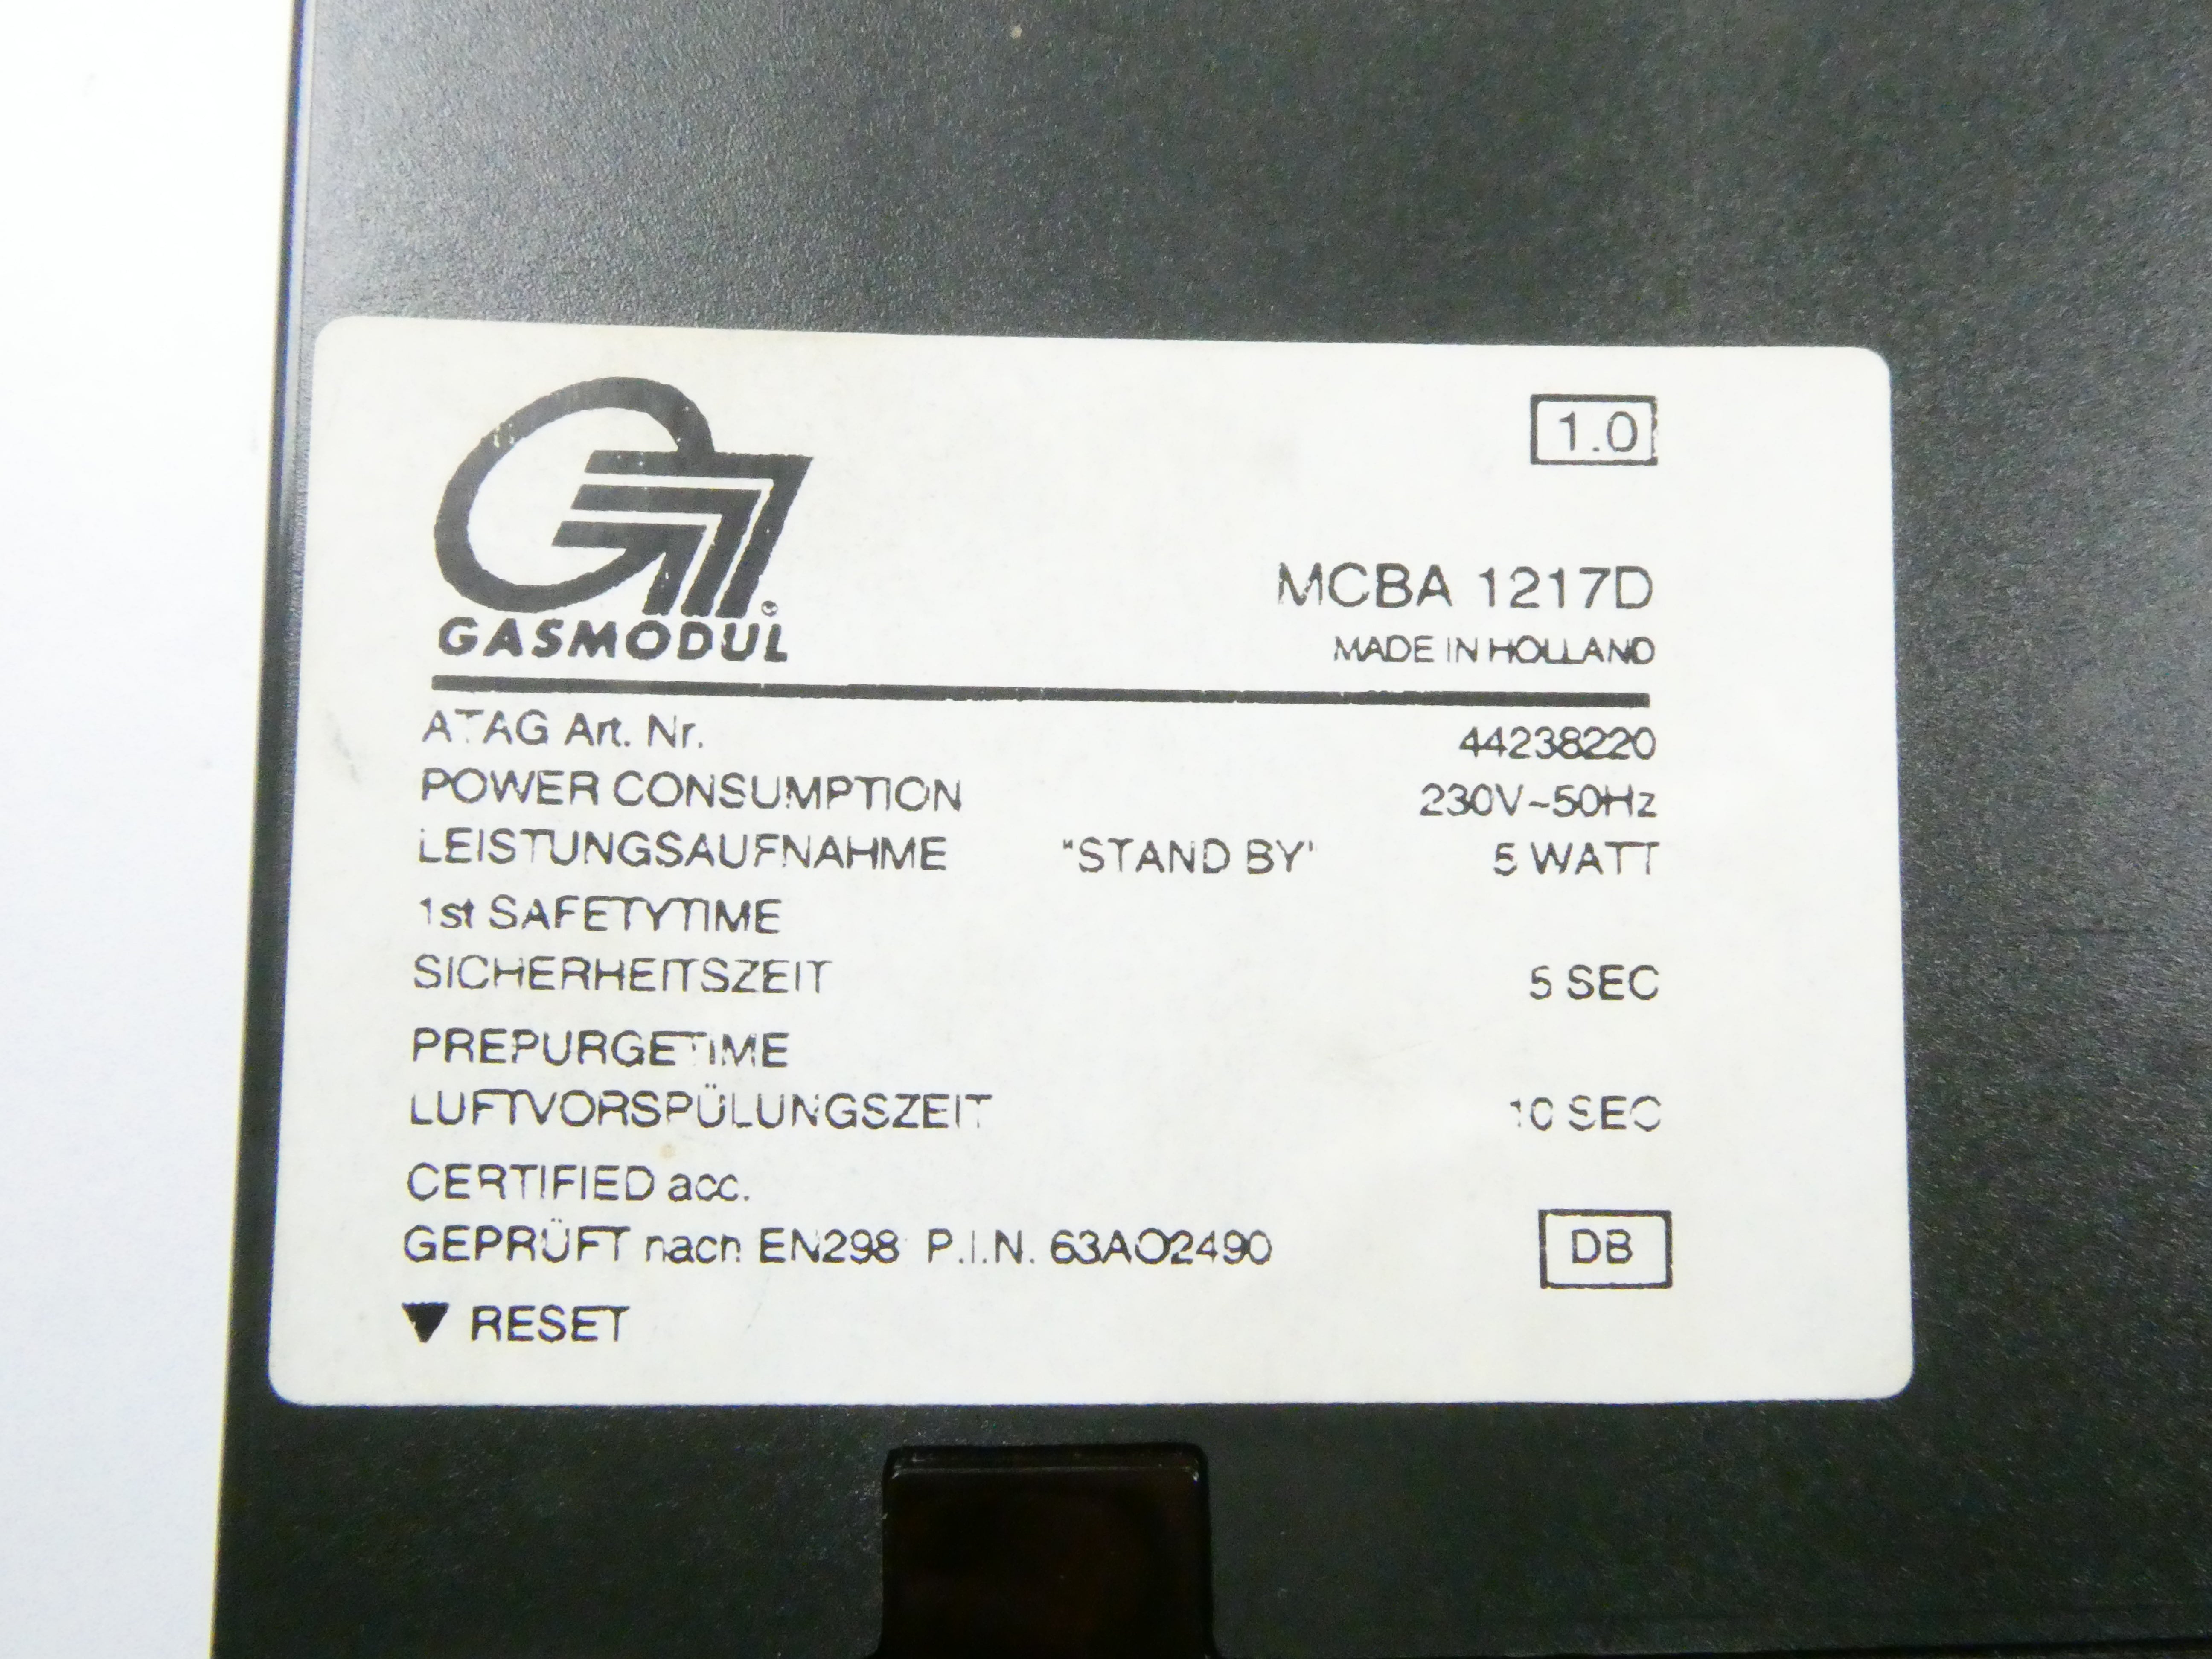 1.0
GASMODUL
MCBA 1217D
MADE IN HOLLAND
ATAG Art. Nr. 44238220
POWER CONSUMPTION 230V~50Hz
LEISTUNGSAUFNAHME "STAND BY" 5 WATT
1st SAFETYTIME
SICHERHEITSZEIT 5 SEC
PREPURGETIME
LUFTVORSPÜLUNGSZEIT 10 SEC
CERTIFIED acc.
GEPRÜFT nach EN298 P.I.N. 63AO2490 DB
▼ RESET